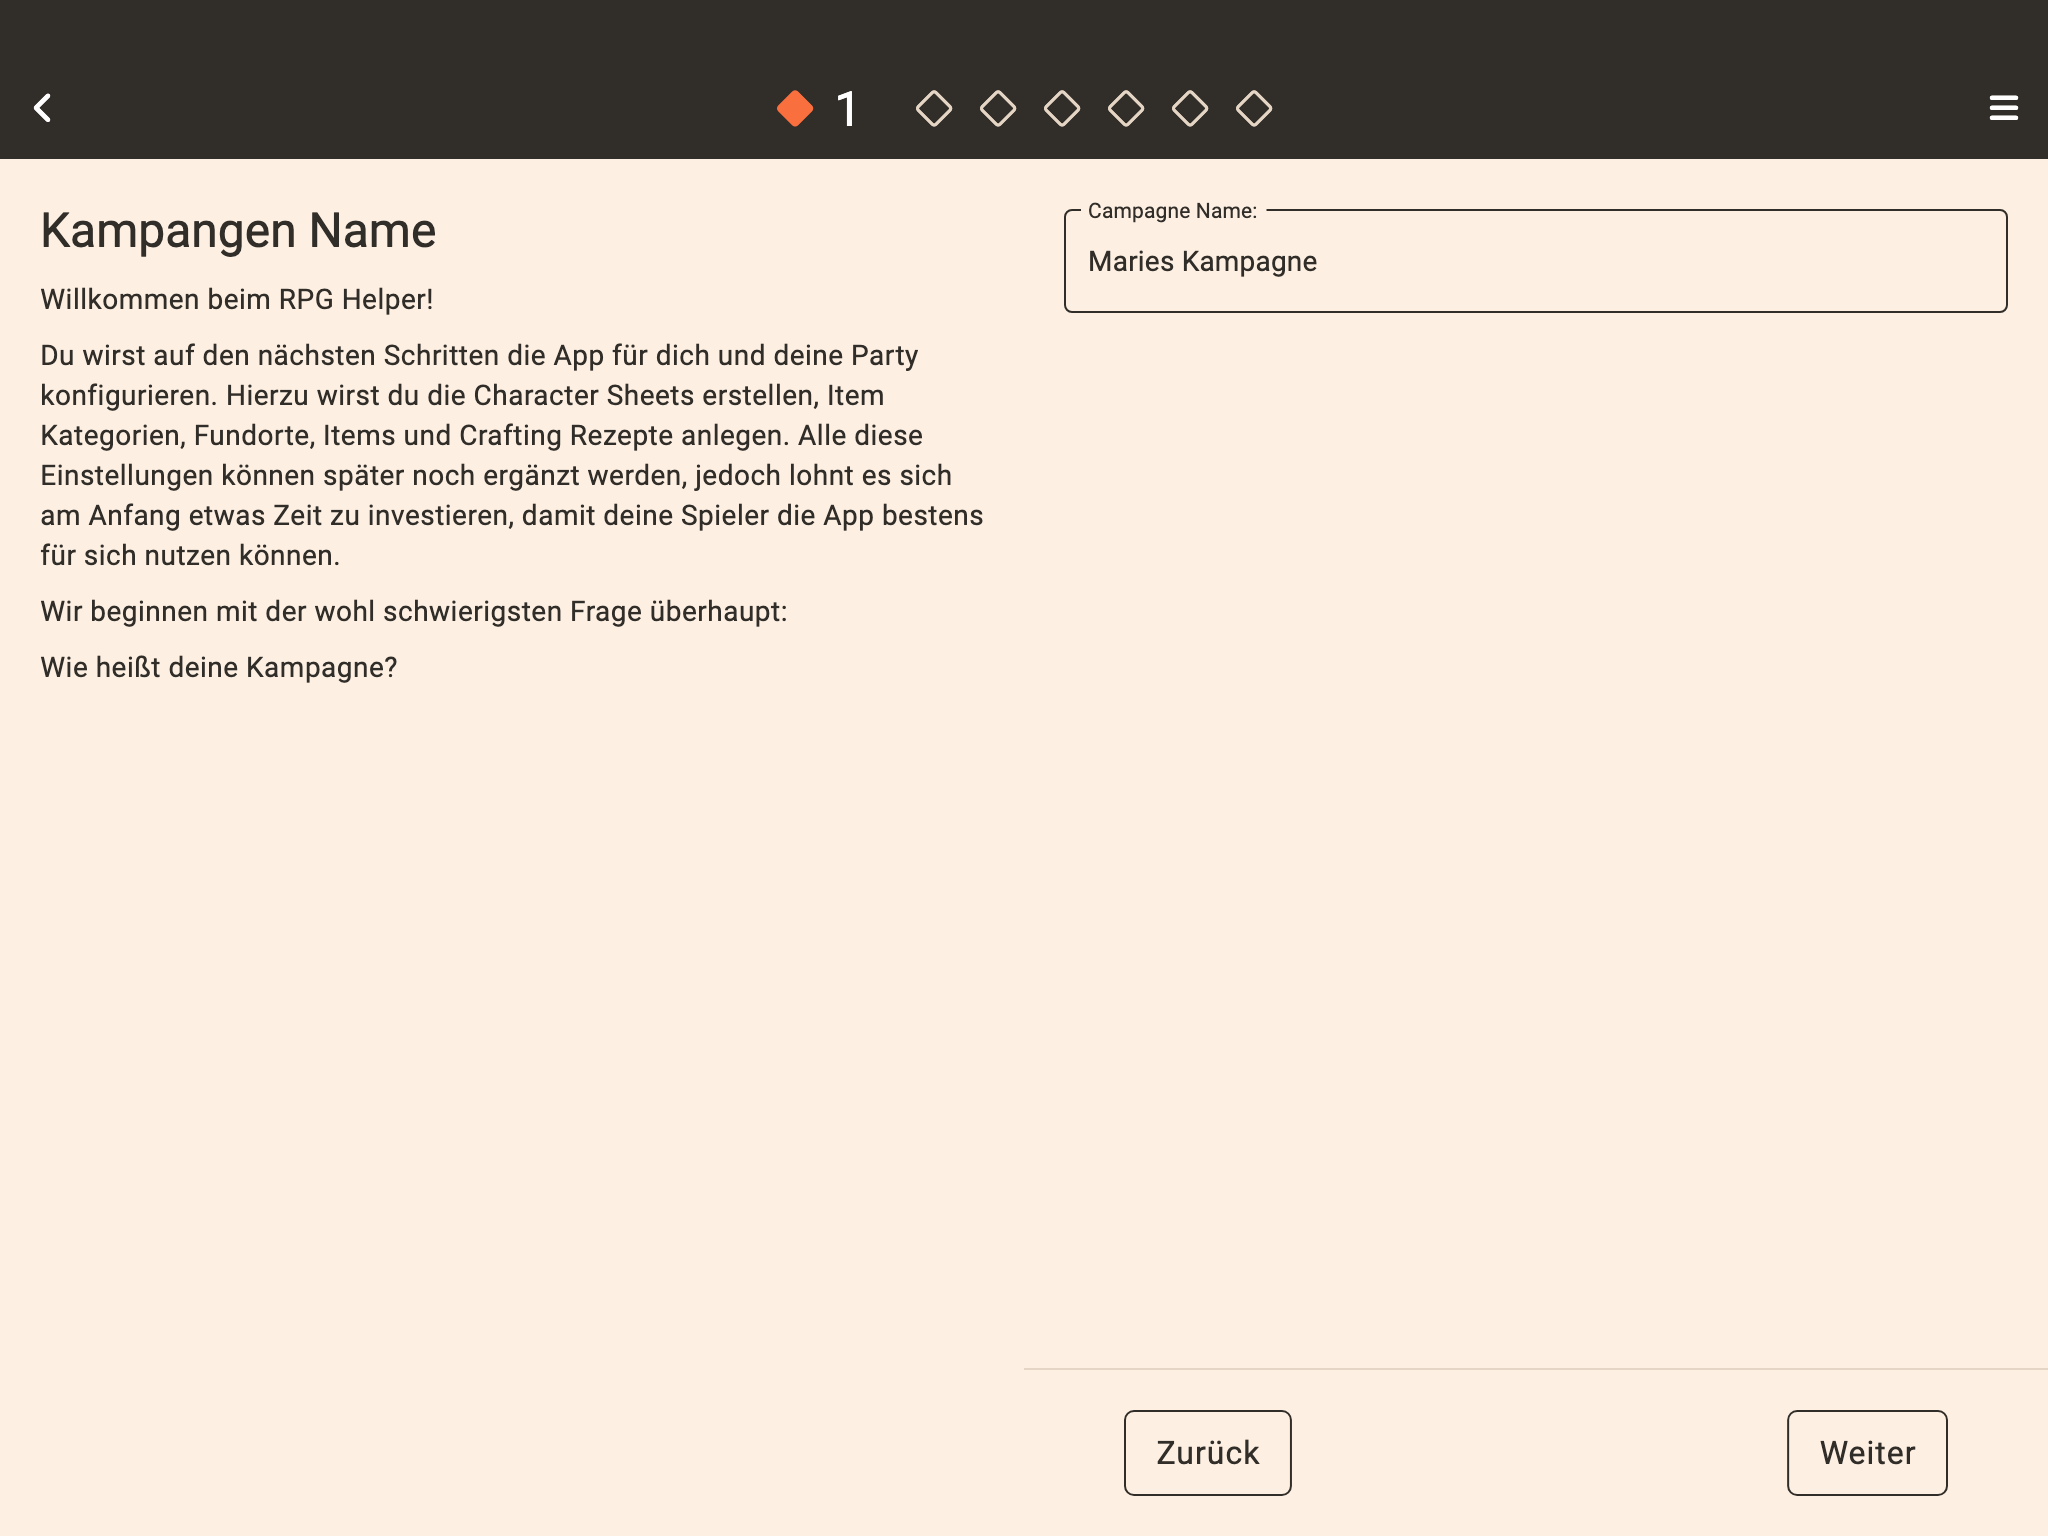 1
Kampangen Name
Willkommen beim RPG Helper!
Du wirst auf den nächsten Schritten die App für dich und deine Party
konfigurieren. Hierzu wirst du die Character Sheets erstellen, Item
Kategorien, Fundorte, Items und Crafting Rezepte anlegen. Alle diese
Einstellungen können später noch ergänzt werden, jedoch lohnt es sich
am Anfang etwas Zeit zu investieren, damit deine Spieler die App bestens
für sich nutzen können.
Wir beginnen mit der wohl schwierigsten Frage überhaupt:
Wie heißt deine Kampagne?
Campagne Name:
Maries Kampagne
Zurück
Weiter